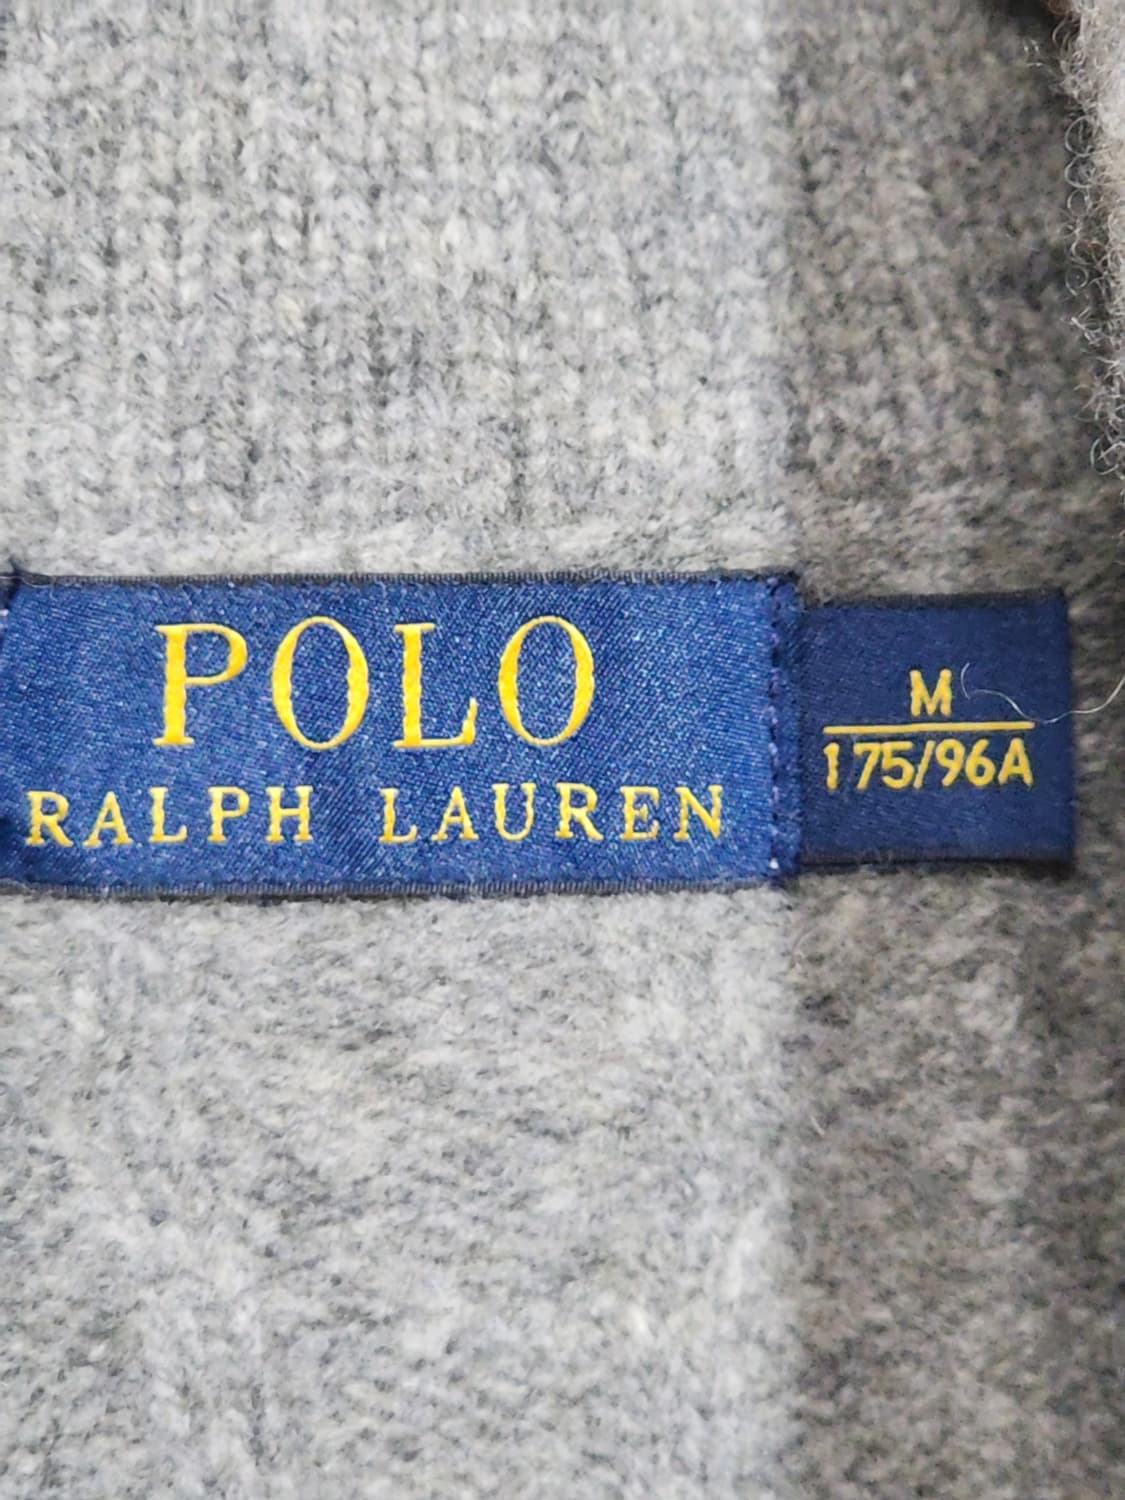 POLO
RALPH LAUREN
M
175/96A